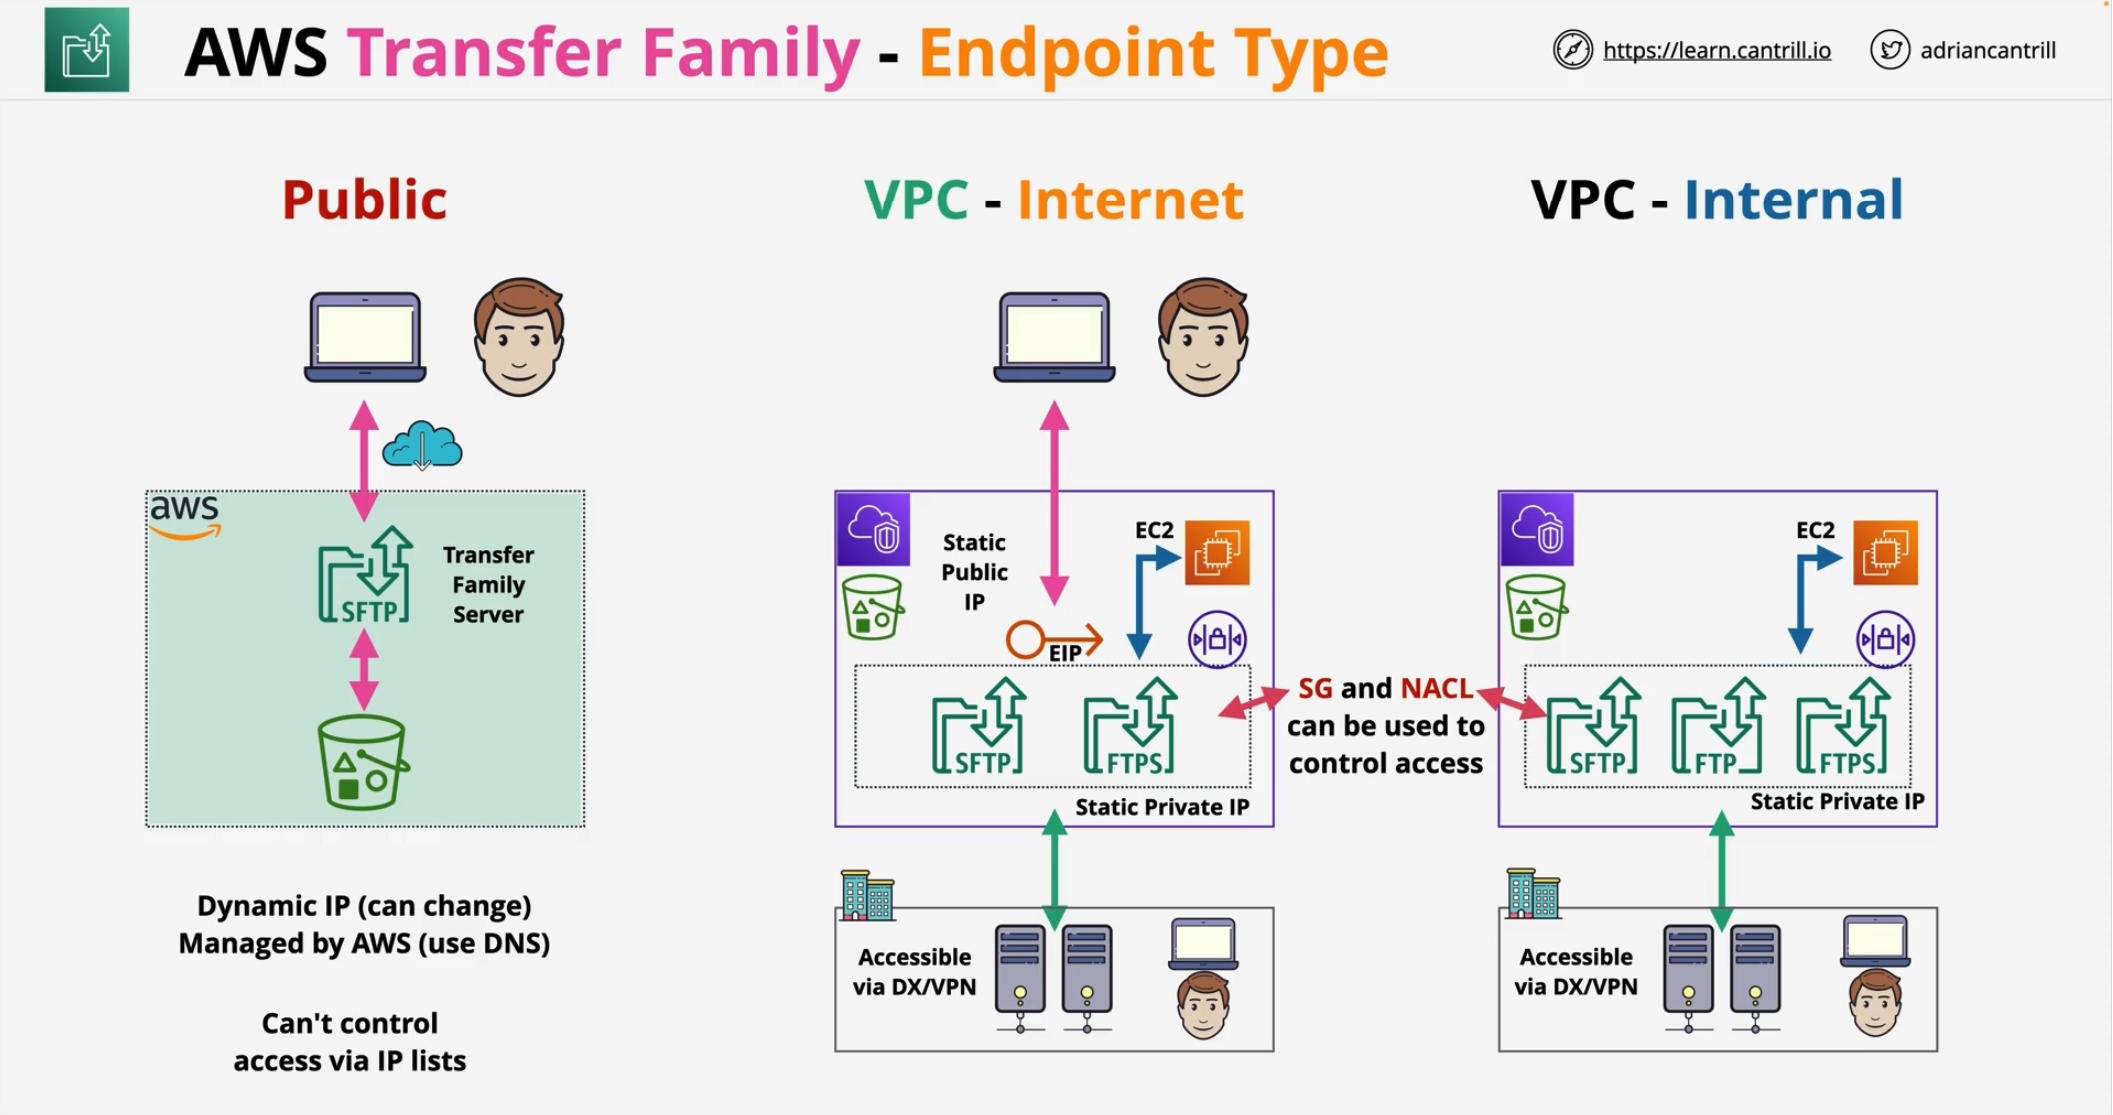 AWS Transfer Family - Endpoint Type
https://learn.cantrill.io
adriancantrill
Public
aws
SFTP
Transfer
Family
Server
Dynamic IP (can change)
Managed by AWS (use DNS)
Can't control
access via IP lists
VPC - Internet
Static
Public
IP
EC2
EIP
SFTP
FTPS
Static Private IP
Accessible
via DX/VPN
SG and NACL
can be used to
control access
VPC - Internal
EC2
SFTP
FTP
FTPS
Static Private IP
Accessible
via DX/VPN